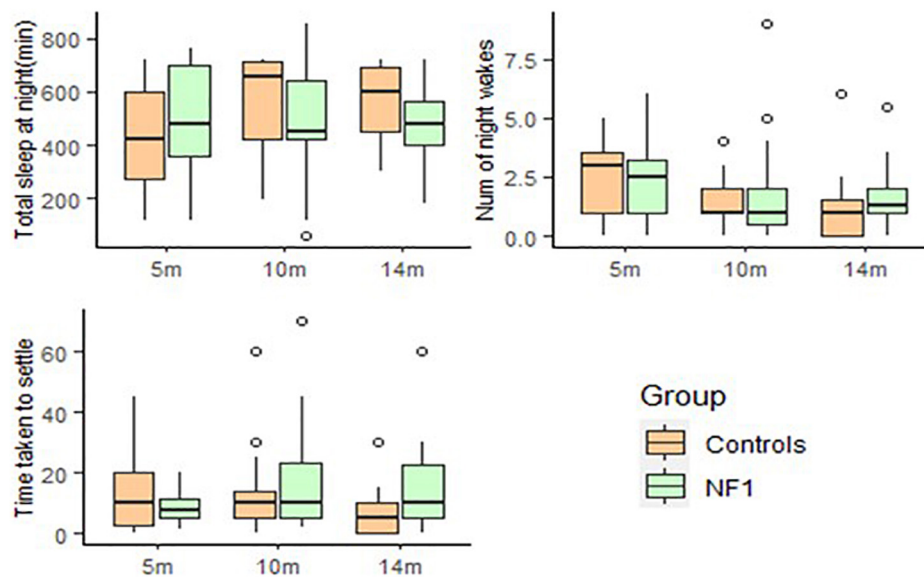 Total sleep at night(min)
800
600
400
200
5m
10m
14m
Num of night wakes
7.5
5.0
2.5
0.0
5m
10m
14m
Time taken to settle
60
40
20
0
5m
10m
14m
Group
Controls
NF1